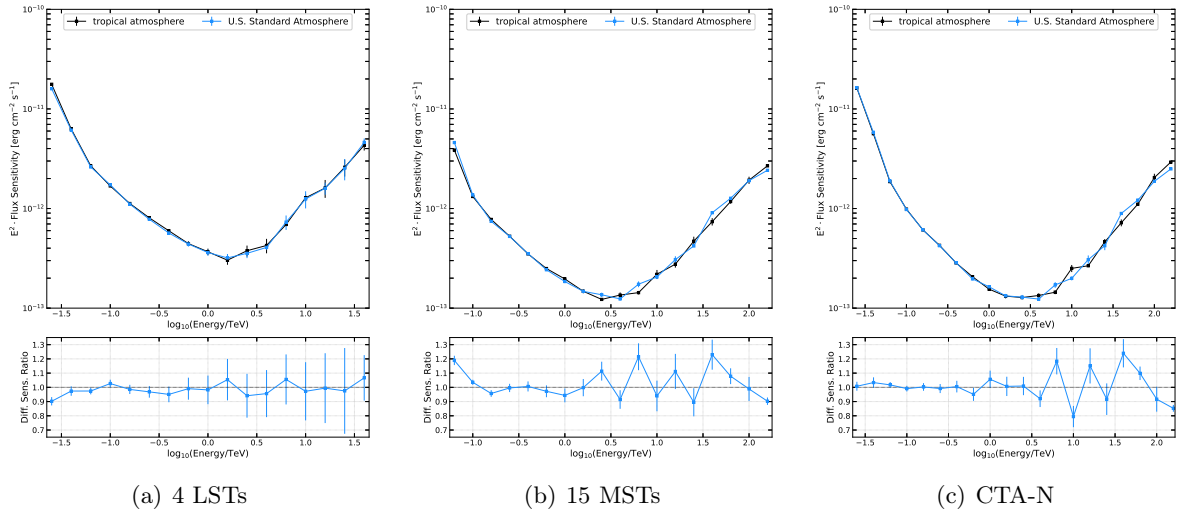 tropical atmosphere
U.S. Standard Atmosphere
10⁻¹⁰
10⁻¹¹
10⁻¹²
10⁻¹³
E² · Flux Sensitivity [erg cm⁻² s⁻¹]
−1.5 −1.0 −0.5 0.0 0.5 1.0 1.5
log₁₀(Energy/TeV)
1.3
1.2
1.1
1.0
0.9
0.8
0.7
Diff. Sens. Ratio
−1.5 −1.0 −0.5 0.0 0.5 1.0 1.5
log₁₀(Energy/TeV)
(a) 4 LSTs
tropical atmosphere
U.S. Standard Atmosphere
10⁻¹⁰
10⁻¹¹
10⁻¹²
10⁻¹³
E² · Flux Sensitivity [erg cm⁻² s⁻¹]
−1.0 −0.5 0.0 0.5 1.0 1.5 2.0
log₁₀(Energy/TeV)
1.3
1.2
1.1
1.0
0.9
0.8
0.7
Diff. Sens. Ratio
−1.0 −0.5 0.0 0.5 1.0 1.5 2.0
log₁₀(Energy/TeV)
(b) 15 MSTs
tropical atmosphere
U.S. Standard Atmosphere
10⁻¹⁰
10⁻¹¹
10⁻¹²
10⁻¹³
E² · Flux Sensitivity [erg cm⁻² s⁻¹]
−1.5 −1.0 −0.5 0.0 0.5 1.0 1.5 2.0
log₁₀(Energy/TeV)
1.3
1.2
1.1
1.0
0.9
0.8
0.7
Diff. Sens. Ratio
−1.5 −1.0 −0.5 0.0 0.5 1.0 1.5 2.0
log₁₀(Energy/TeV)
(c) CTA-N